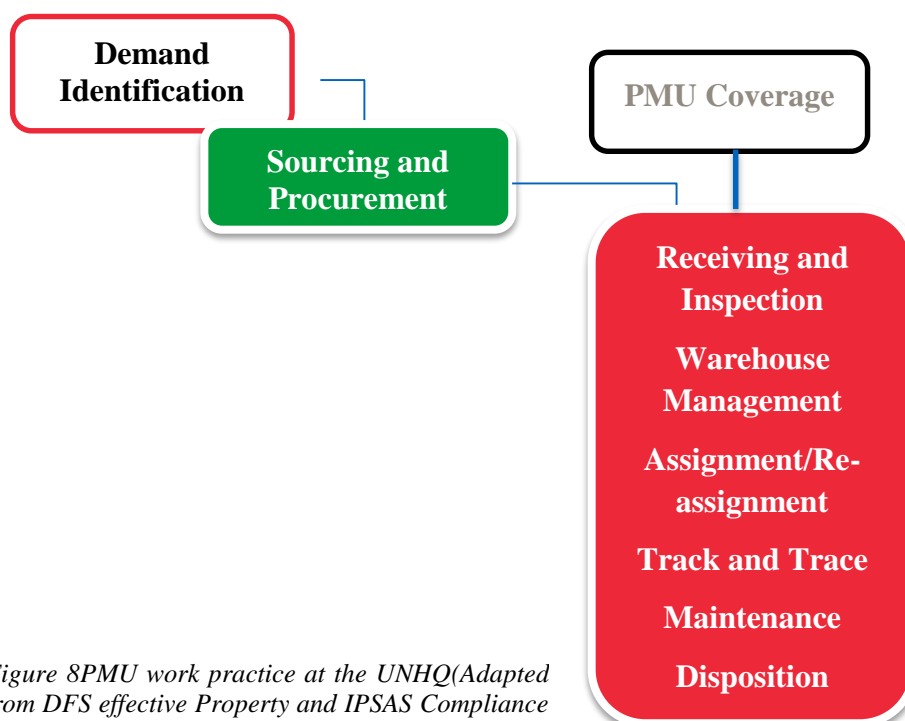 Demand
Identification
PMU Coverage
Sourcing and
Procurement
Receiving and
Inspection
Warehouse
Management
Assignment/Re-
assignment
Track and Trace
Maintenance
Disposition
igure 8PMU work practice at the UNHQ(Adapted
rom DFS effective Property and IPSAS Compliance